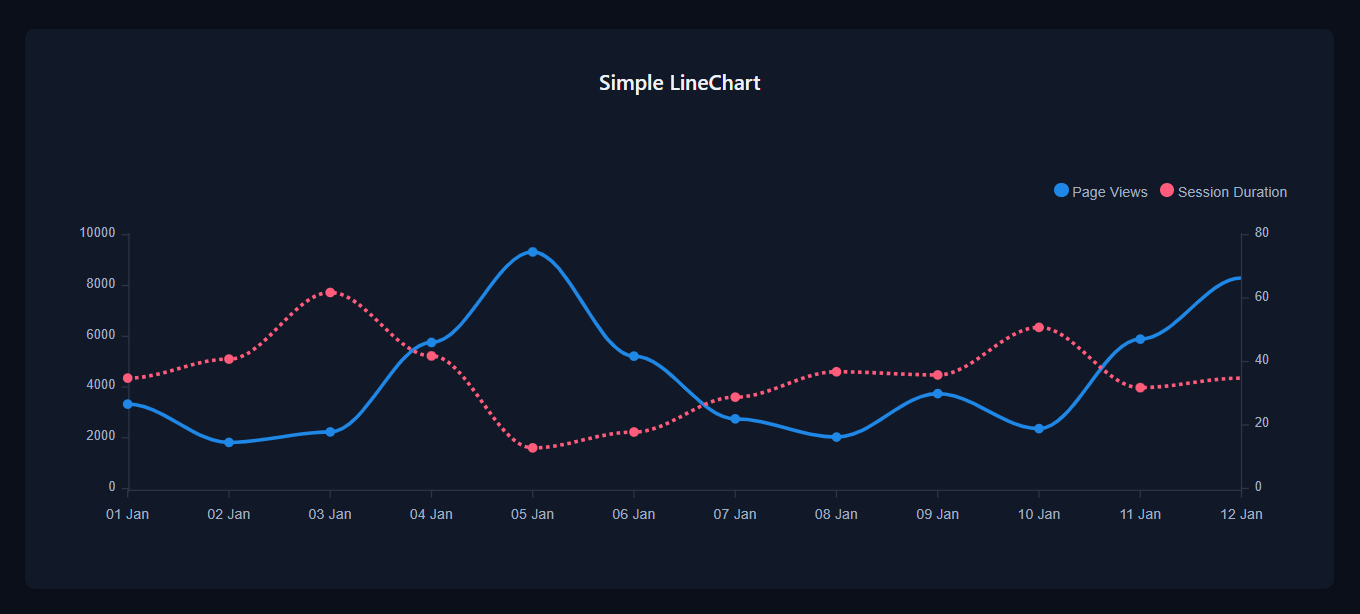 Simple LineChart
Page Views Session Duration
10000 80
8000 60
6000 40
4000 20
2000 0
0
01 Jan 02 Jan 03 Jan 04 Jan 05 Jan 06 Jan 07 Jan 08 Jan 09 Jan 10 Jan 11 Jan 12 Jan